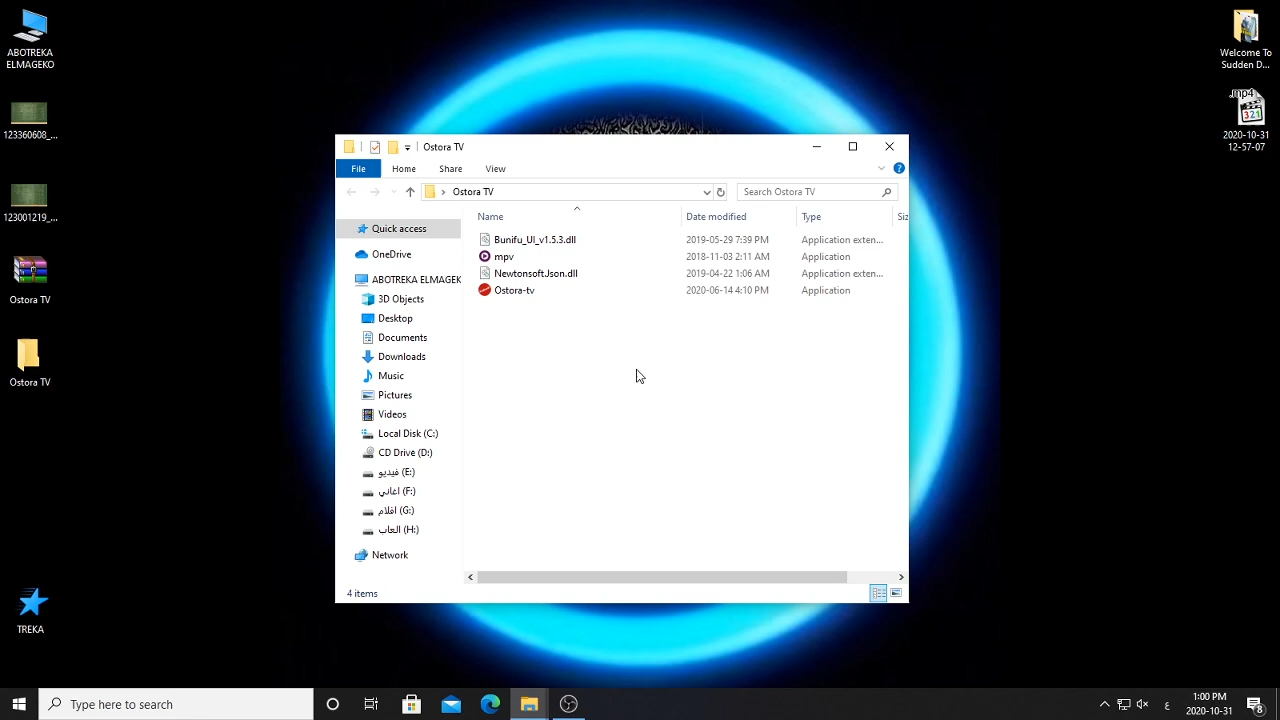 ABOTREKA
ELMAGEKO
123360608_...
123001219_...
Ostora TV
Ostora TV
TREKA
Welcome To
Sudden D...
.mp4
321
2020-10-31
12-57-07
Ostora TV
File
Home
Share
View
Ostora TV
Search Ostora TV
Name
Date modified
Type
Siz
Quick access
OneDrive
ABOTREKA ELMAGEK
3D Objects
Desktop
Documents
Downloads
Music
Pictures
Videos
Local Disk (C:)
CD Drive (D:)
فيديو (E:)
اغاني (F:)
افلام (G:)
العاب (H:)
Network
Bunifu_UI_v1.5.3.dll 2019-05-29 7:39 PM Application exten...
mpv 2018-11-03 2:11 AM Application
Newtonsoft.Json.dll 2019-04-22 1:06 AM Application exten...
Ostora-tv 2020-06-14 4:10 PM Application
4 items
Type here to search
ع
1:00 PM
2020-10-31
8